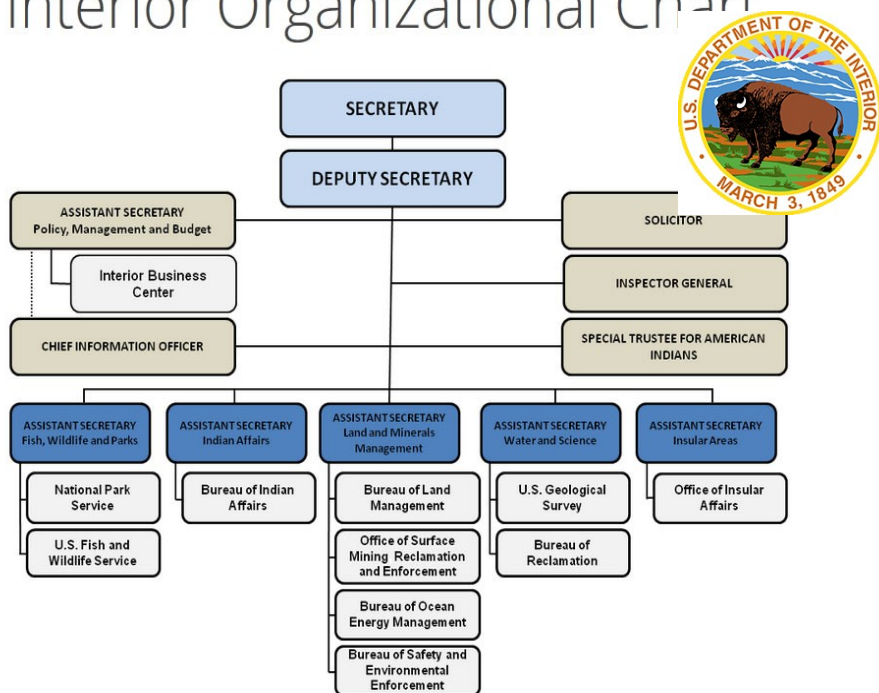 Interior Organizational Chart
U.S. DEPARTMENT OF THE INTERIOR
MARCH 3, 1849
SECRETARY
DEPUTY SECRETARY
ASSISTANT SECRETARY
Policy, Management and Budget
SOLICITOR
Interior Business
Center
INSPECTOR GENERAL
CHIEF INFORMATION OFFICER
SPECIAL TRUSTEE FOR AMERICAN
INDIANS
ASSISTANT SECRETARY
Fish, Wildlife and Parks
ASSISTANT SECRETARY
Indian Affairs
ASSISTANT SECRETARY
Land and Minerals
Management
ASSISTANT SECRETARY
Water and Science
ASSISTANT SECRETARY
Insular Areas
National Park
Service
U.S. Fish and
Wildlife Service
Bureau of Indian
Affairs
Bureau of Land
Management
Office of Surface
Mining Reclamation
and Enforcement
Bureau of Ocean
Energy Management
Bureau of Safety and
Environmental
Enforcement
U.S. Geological
Survey
Bureau of
Reclamation
Office of Insular
Affairs